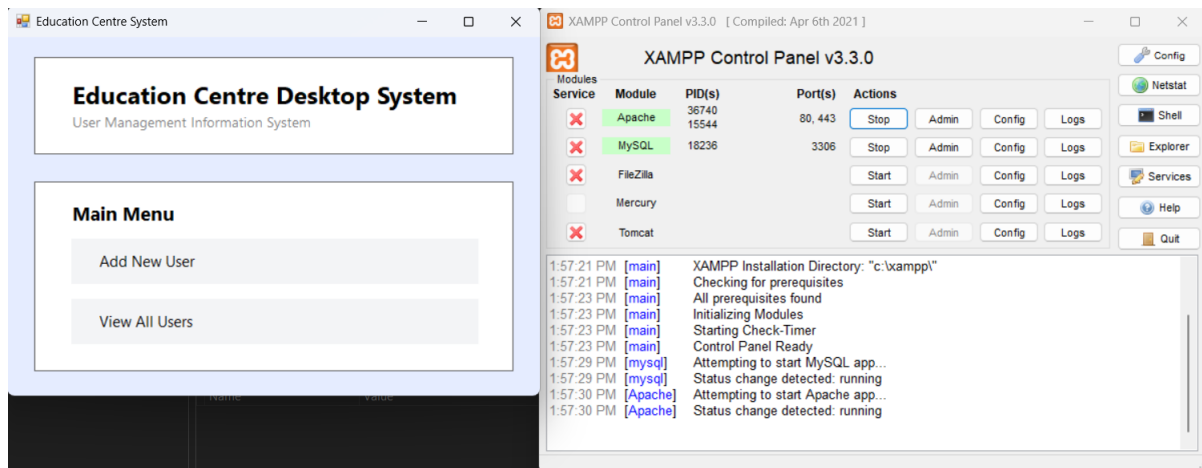 Education Centre System
Education Centre Desktop System
User Management Information System
Main Menu
Add New User
View All Users
Name Value
XAMPP Control Panel v3.3.0 [ Compiled: Apr 6th 2021 ]
XAMPP Control Panel v3.3.0
Modules
Service Module PID(s) Port(s) Actions
Apache 36740 15544 80, 443 Stop Admin Config Logs
MySQL 18236 3306 Stop Admin Config Logs
FileZilla Start Admin Config Logs
Mercury Start Admin Config Logs
Tomcat Start Admin Config Logs
Config
Netstat
Shell
Explorer
Services
Help
Quit
1:57:21 PM [main] XAMPP Installation Directory: "c:\xampp\"
1:57:21 PM [main] Checking for prerequisites
1:57:23 PM [main] All prerequisites found
1:57:23 PM [main] Initializing Modules
1:57:23 PM [main] Starting Check-Timer
1:57:23 PM [main] Control Panel Ready
1:57:29 PM [mysql] Attempting to start MySQL app...
1:57:29 PM [mysql] Status change detected: running
1:57:30 PM [Apache] Attempting to start Apache app...
1:57:30 PM [Apache] Status change detected: running